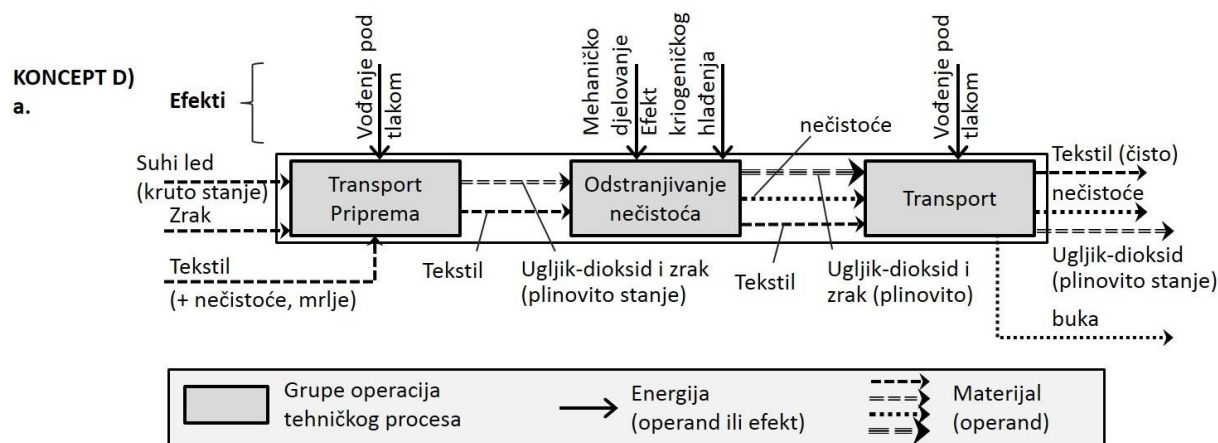 KONCEPT D)
a.
Efekti
Vođenje pod
tlakom
Mehaničko
djelovanje
Efekt
kriogeničkog
hlađenja
nečistoće
Vođenje pod
tlakom
Suhi led
(kruto stanje)
Zrak
Tekstil
(+ nečistoće, mrlje)
Transport
Priprema
Tekstil
Ugljik-dioksid i zrak
(plinovito stanje)
Odstranjivanje
nečistoća
Tekstil
Ugljik-dioksid i
zrak (plinovito)
Transport
Tekstil (čisto)
nečistoće
Ugljik-dioksid
(plinovito stanje)
buka
Grupe operacija
tehničkog procesa
Energija
(operand ili efekt)
Materijal
(operand)